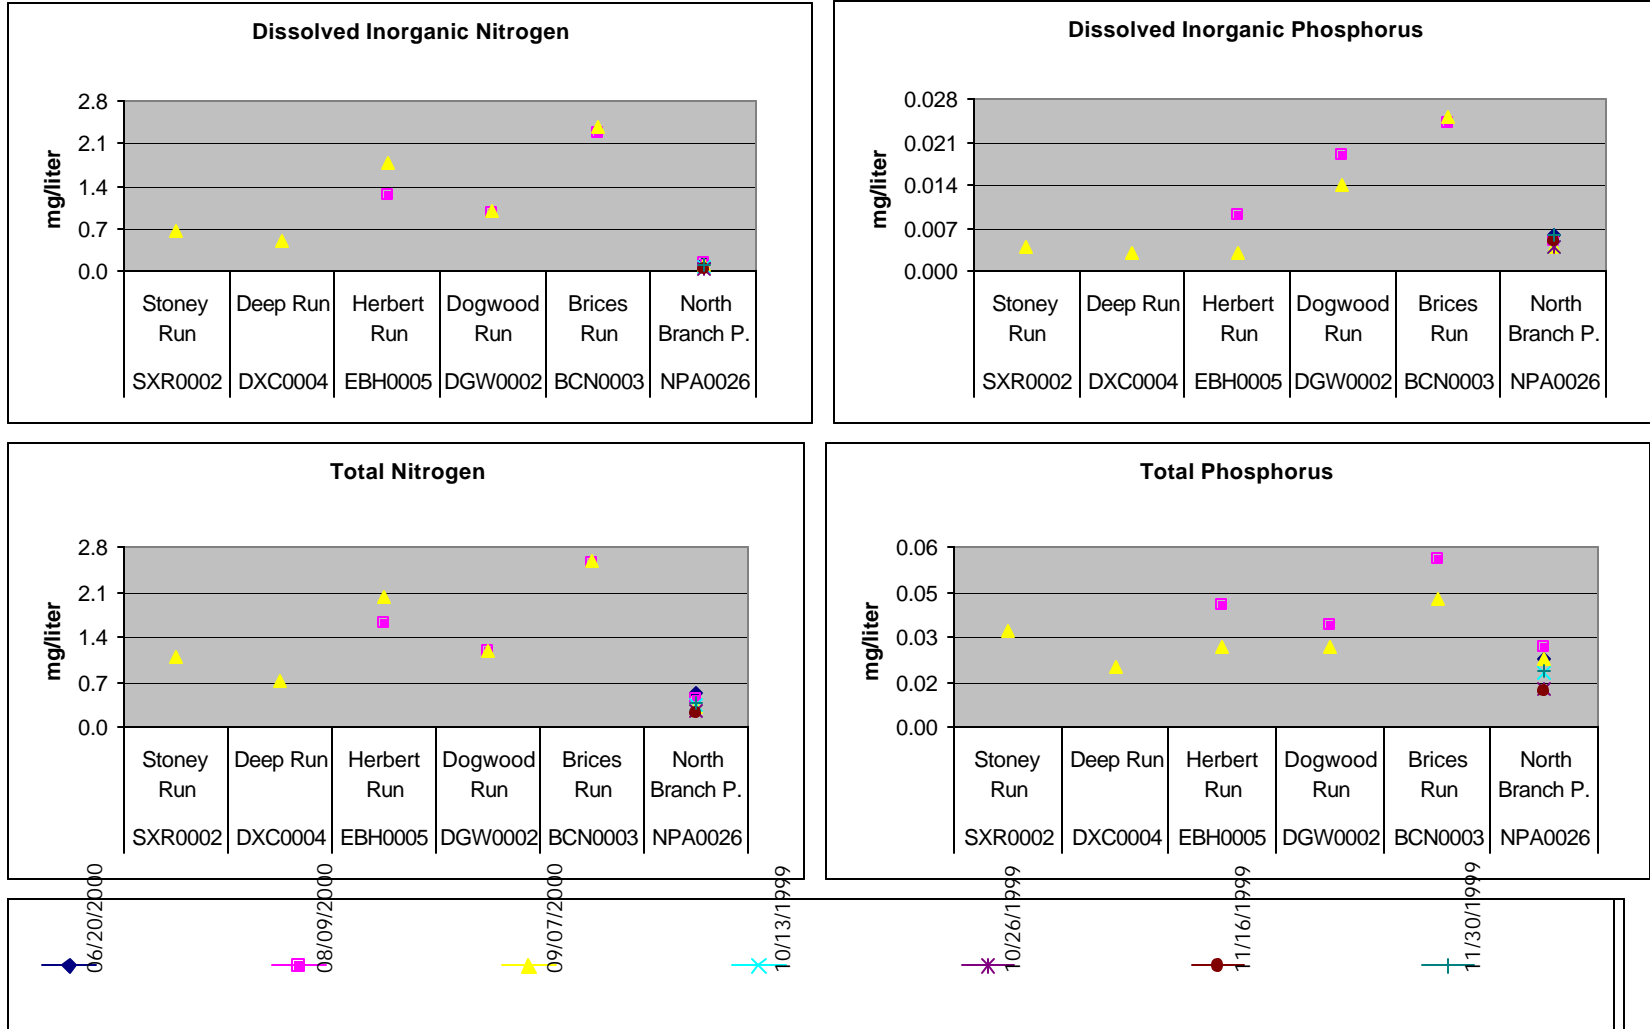 Dissolved Inorganic Nitrogen
mg/liter
2.8
2.1
1.4
0.7
0.0
Stoney Run
Deep Run
Herbert Run
Dogwood Run
Brices Run
North Branch P.
SXR0002 DXC0004 EBH0005 DGW0002 BCN0003 NPA0026
Dissolved Inorganic Phosphorus
mg/liter
0.028
0.021
0.014
0.007
0.000
Stoney Run
Deep Run
Herbert Run
Dogwood Run
Brices Run
North Branch P.
SXR0002 DXC0004 EBH0005 DGW0002 BCN0003 NPA0026
Total Nitrogen
mg/liter
2.8
2.1
1.4
0.7
0.0
Stoney Run
Deep Run
Herbert Run
Dogwood Run
Brices Run
North Branch P.
SXR0002 DXC0004 EBH0005 DGW0002 BCN0003 NPA0026
Total Phosphorus
mg/liter
0.06
0.05
0.03
0.02
0.00
Stoney Run
Deep Run
Herbert Run
Dogwood Run
Brices Run
North Branch P.
SXR0002 DXC0004 EBH0005 DGW0002 BCN0003 NPA0026
06/20/2000
08/09/2000
09/07/2000
10/13/1999
10/26/1999
11/16/1999
11/30/1999